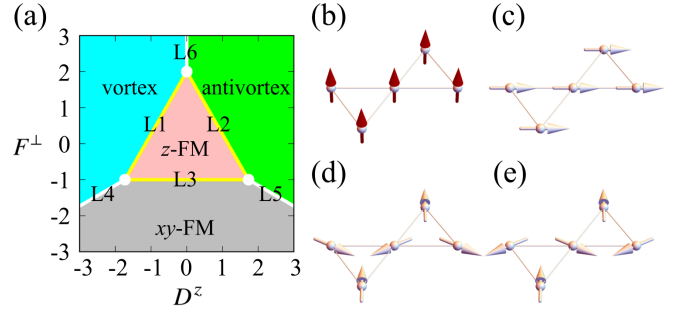 (a)
3
2
1
0
-1
-2
-3
F⊥
L6
vortex
antivortex
L1
L2
z-FM
L3
L4
L5
xy-FM
-3 -2 -1 0 1 2 3
Dᶻ
(b)
(c)
(d)
(e)